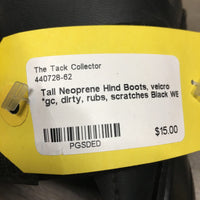 The Tack Collector
440728-62
Tall Neoprene Hind Boots, velcro
*gc, dirty, rubs, scratches Black WE
$15.00
PGSDED